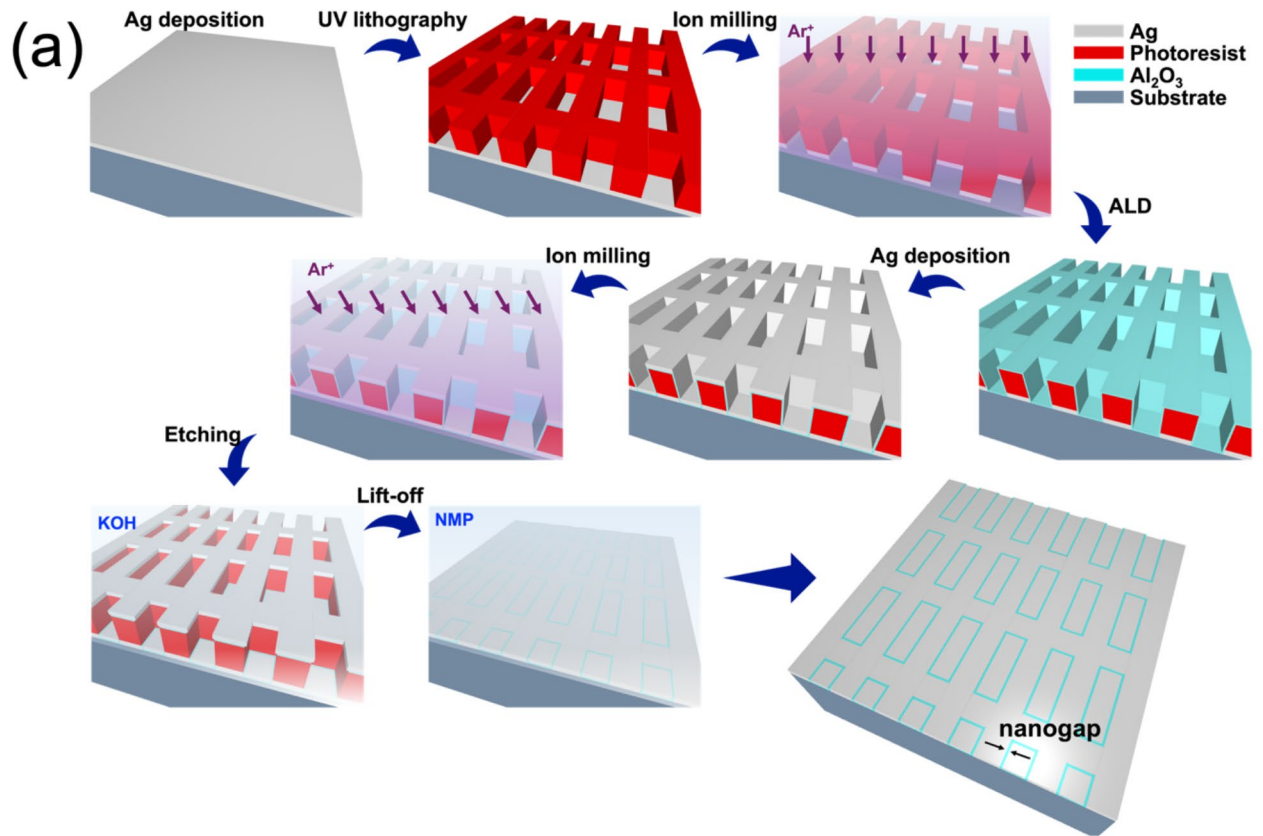 (a)
Ag deposition
UV lithography
Ion milling
Ar⁺
Ag
Photoresist
Al₂O₃
Substrate
ALD
Ag deposition
Ion milling
Ar⁺
Etching
KOH
Lift-off
NMP
nanogap